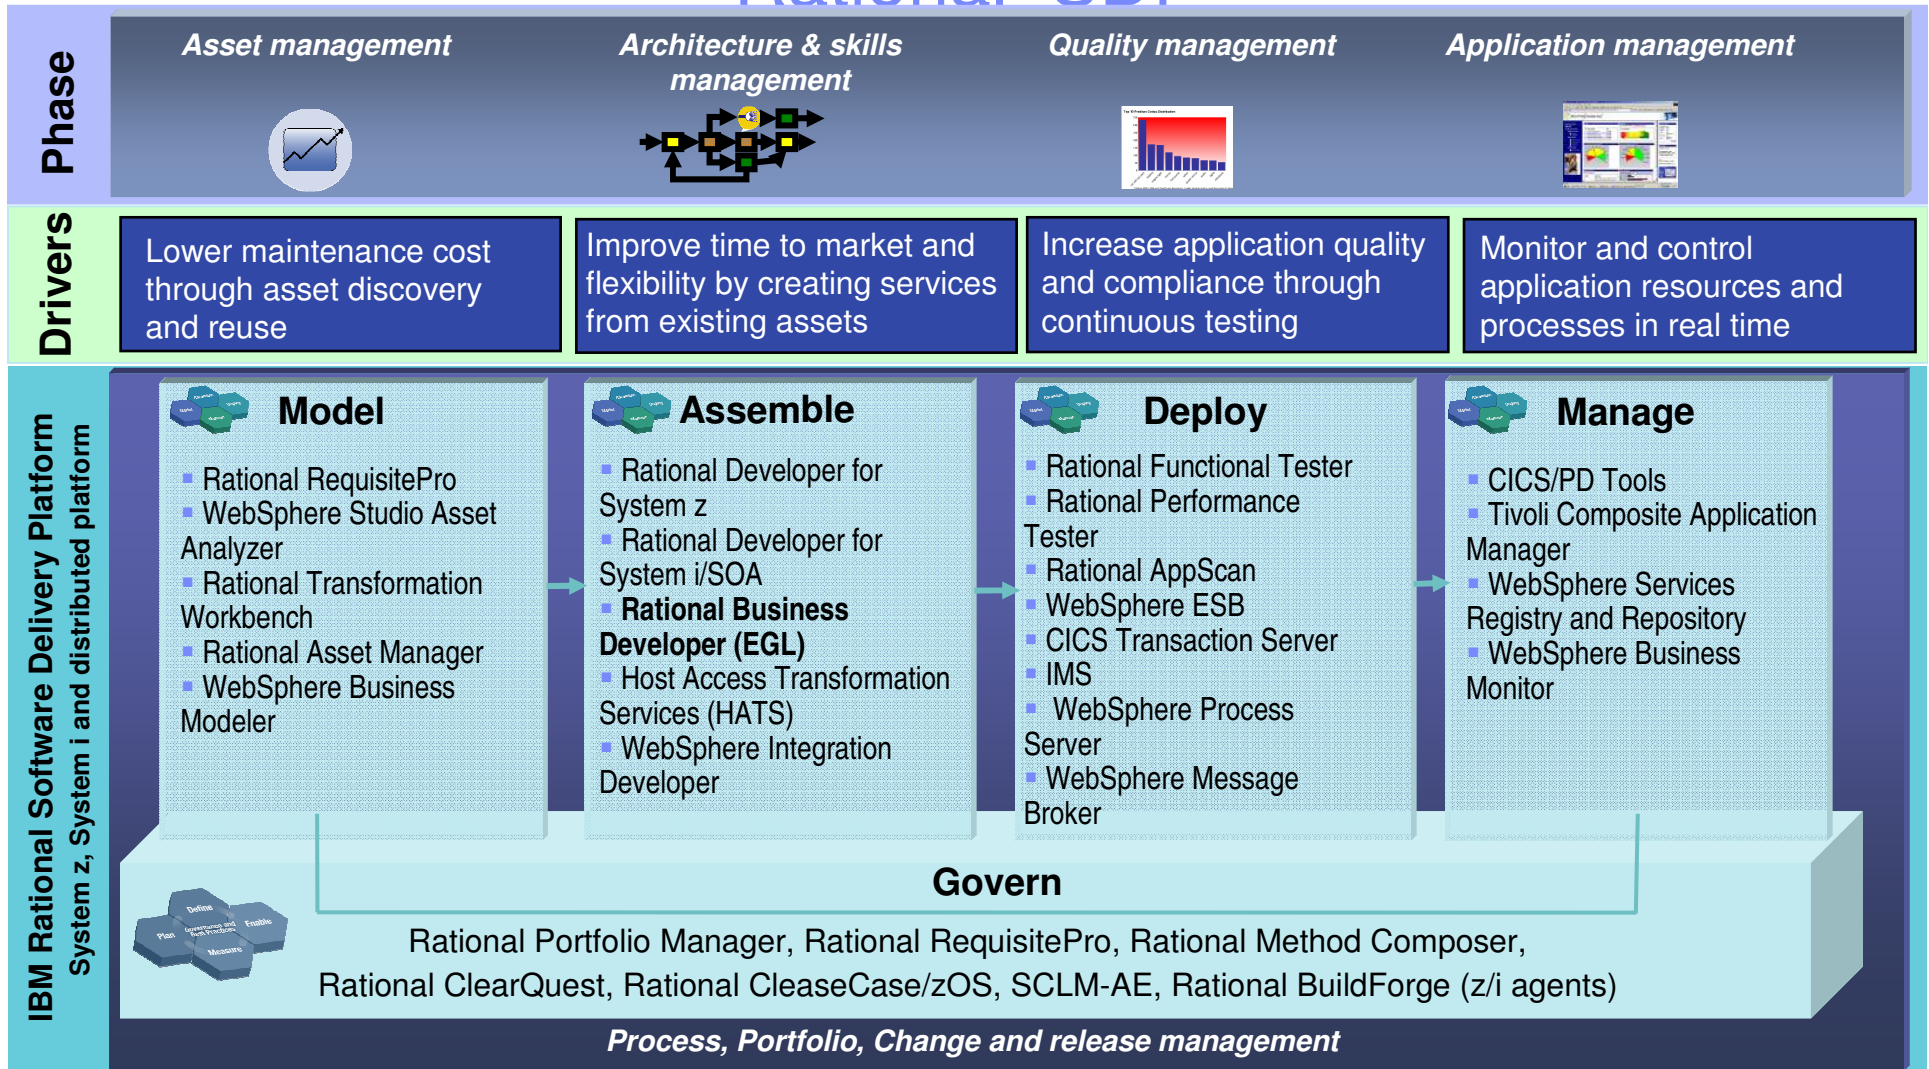 Phase
Asset management
Architecture & skills
management
Quality management
Application management
Drivers
Lower maintenance cost
through asset discovery
and reuse
Improve time to market and
flexibility by creating services
from existing assets
Increase application quality
and compliance through
continuous testing
Monitor and control
application resources and
processes in real time
IBM Rational Software Delivery Platform
System z, System i and distributed platform
Model
▪ Rational RequisitePro
▪ WebSphere Studio Asset
Analyzer
▪ Rational Transformation
Workbench
▪ Rational Asset Manager
▪ WebSphere Business
Modeler
Assemble
▪ Rational Developer for
System z
▪ Rational Developer for
System i/SOA
▪ Rational Business
Developer (EGL)
▪ Host Access Transformation
Services (HATS)
▪ WebSphere Integration
Developer
Deploy
▪ Rational Functional Tester
▪ Rational Performance
Tester
▪ Rational AppScan
▪ WebSphere ESB
▪ CICS Transaction Server
▪ IMS
▪ WebSphere Process
Server
▪ WebSphere Message
Broker
Manage
▪ CICS/PD Tools
▪ Tivoli Composite Application
Manager
▪ WebSphere Services
Registry and Repository
▪ WebSphere Business
Monitor
Govern
Define
Plan
Governance and
Best Practices
Enable
Measure
Rational Portfolio Manager, Rational RequisitePro, Rational Method Composer,
Rational ClearQuest, Rational CleaseCase/zOS, SCLM-AE, Rational BuildForge (z/i agents)
Process, Portfolio, Change and release management